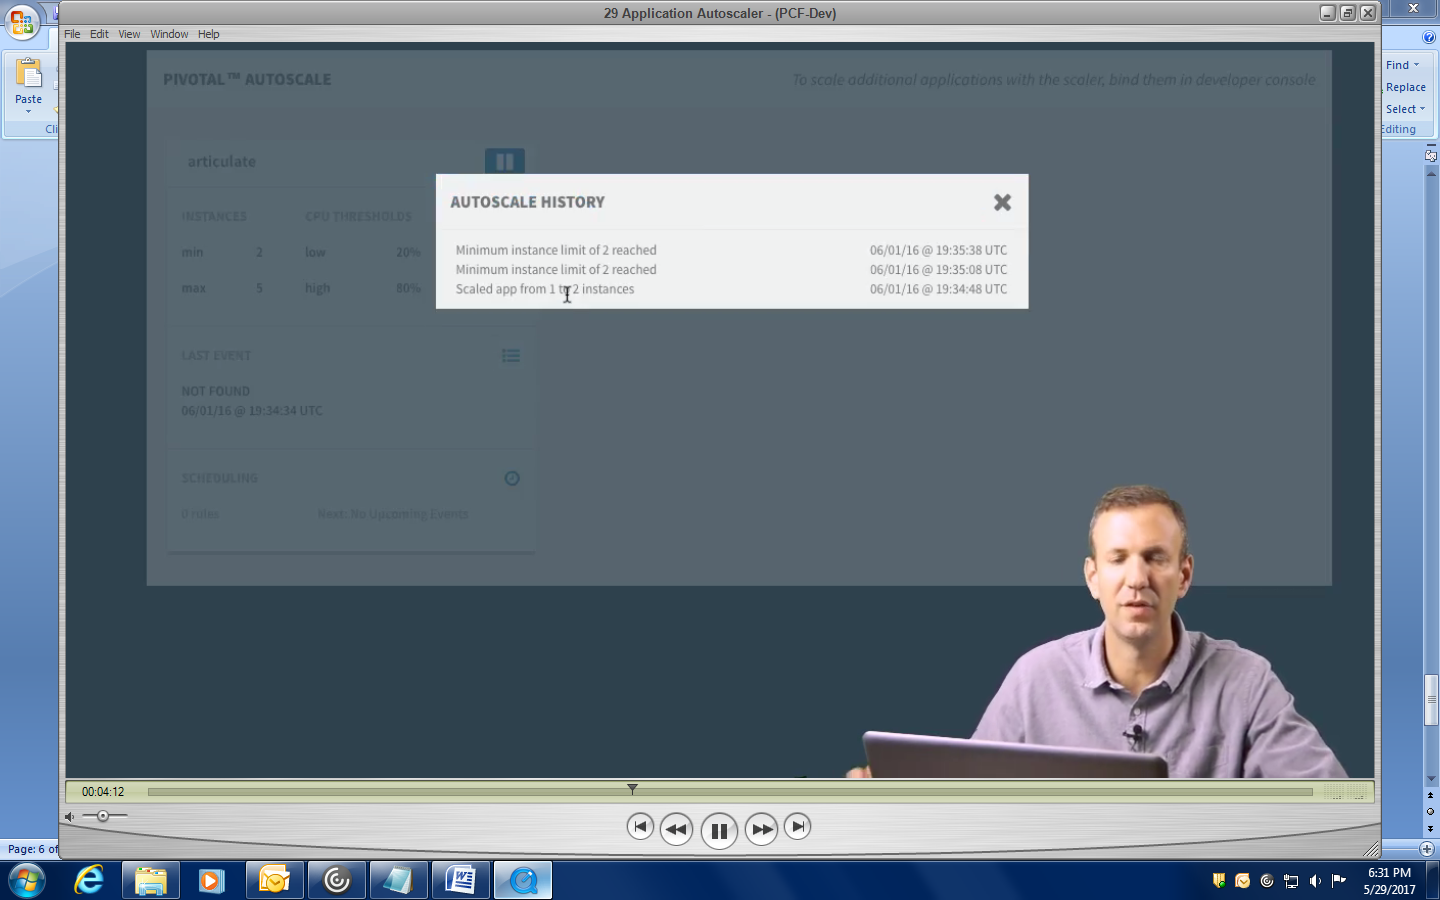 29 Application Autoscaler - (PCF-Dev)
File Edit View Window Help
PIVOTAL™ AUTOSCALE
To scale additional applications with the scaler, bind them in developer console
articulate
INSTANCES CPU THRESHOLDS
min 2 low 20%
max 5 high 80%
LAST EVENT
NOT FOUND
06/01/16 @ 19:34:34 UTC
SCHEDULING
0 rules Next: No Upcoming Events
AUTOSCALE HISTORY
Minimum instance limit of 2 reached 06/01/16 @ 19:35:38 UTC
Minimum instance limit of 2 reached 06/01/16 @ 19:35:08 UTC
Scaled app from 1 to 2 instances 06/01/16 @ 19:34:48 UTC
Paste
Cli
Find
Replace
Select
Editing
00:04:12
Page: 6 of
6:31 PM
5/29/2017